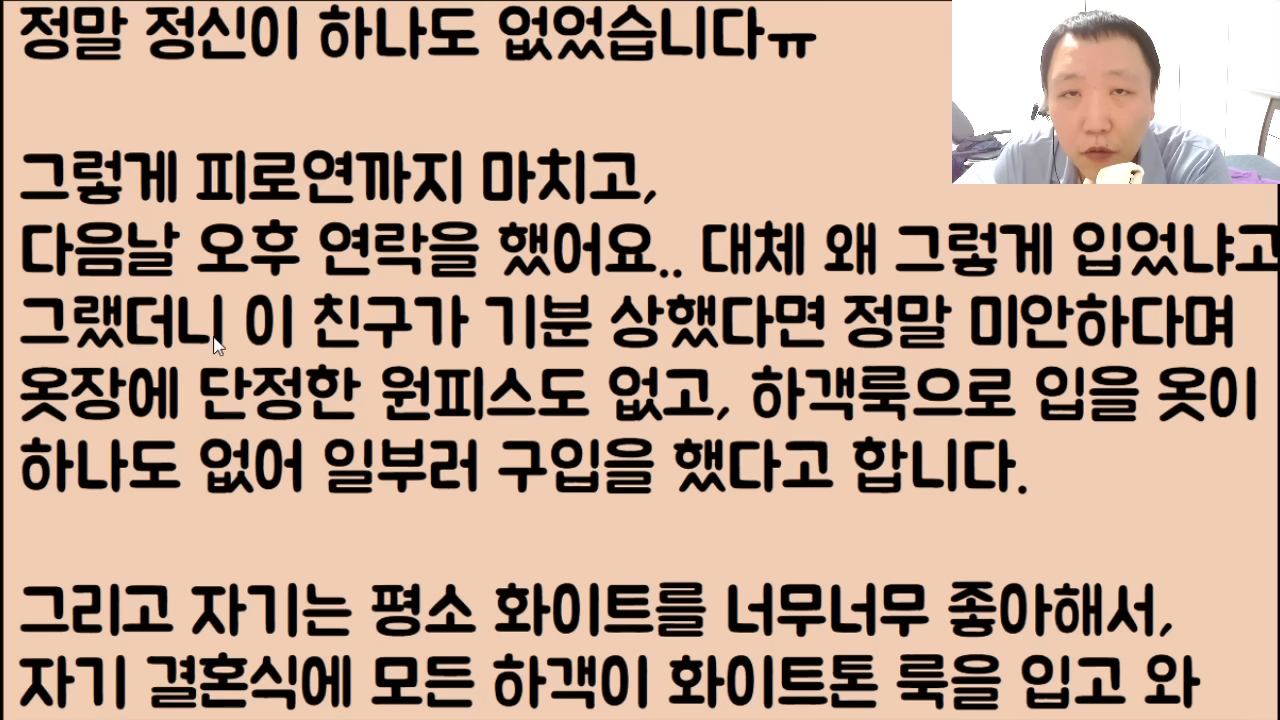 정말 정신이 하나도 없었습니다ㅠ
그렇게 피로연까지 마치고,
다음날 오후 연락을 했어요.. 대체 왜 그렇게 입었냐고
그랬더니 이 친구가 기분 상했다면 정말 미안하다며
옷장에 단정한 원피스도 없고, 하객룩으로 입을 옷이
하나도 없어 일부러 구입을 했다고 합니다.
그리고 자기는 평소 화이트를 너무너무 좋아해서,
자기 결혼식에 모든 하객이 화이트톤 룩을 입고 와